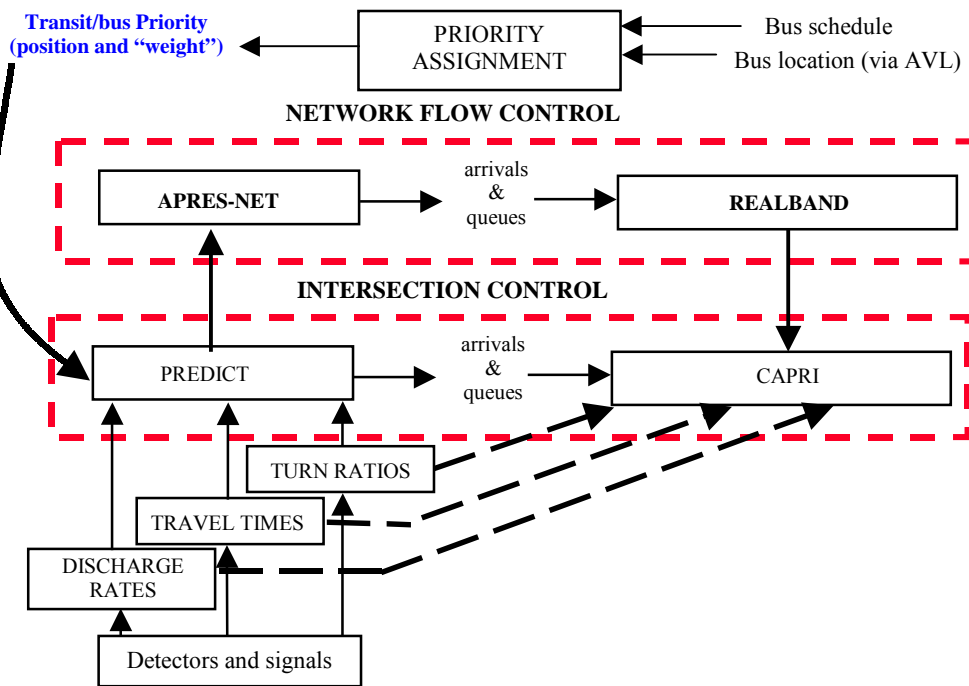 Transit/bus Priority
(position and “weight”)
PRIORITY
ASSIGNMENT
Bus schedule
Bus location (via AVL)
NETWORK FLOW CONTROL
APRES-NET
arrivals
&
queues
REALBAND
INTERSECTION CONTROL
PREDICT
arrivals
&
queues
CAPRI
TURN RATIOS
TRAVEL TIMES
DISCHARGE
RATES
Detectors and signals